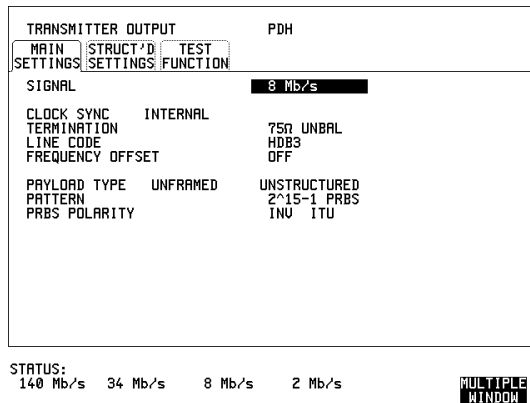 TRANSMITTER OUTPUT PDH
MAIN SETTINGS STRUCT'D SETTINGS TEST FUNCTION
SIGNAL 8 Mb/s
CLOCK SYNC INTERNAL
TERMINATION 75Ω UNBAL
LINE CODE HDB3
FREQUENCY OFFSET OFF
PAYLOAD TYPE UNFRAMED UNSTRUCTURED
PATTERN 2^15-1 PRBS
PRBS POLARITY INV ITU
STATUS:
140 Mb/s 34 Mb/s 8 Mb/s 2 Mb/s MULTIPLE WINDOW